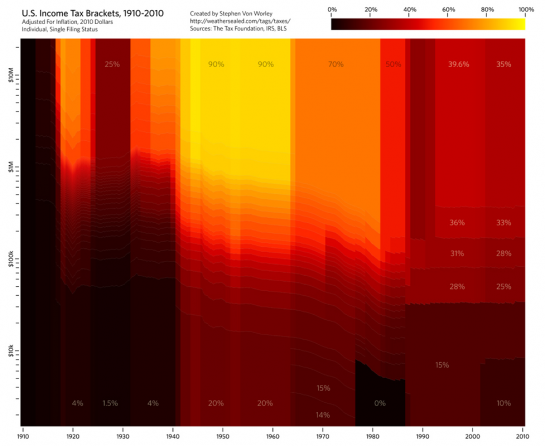 U.S. Income Tax Brackets, 1910-2010
Adjusted For Inflation, 2010 Dollars
Individual, Single Filing Status
Created by Stephen Von Worley
http://weathersealed.com/tags/taxes/
Sources: The Tax Foundation, IRS, BLS
0% 20% 40% 60% 80% 100%
25% 90% 90% 70% 50% 39.6% 35%
$10M
$1M
36% 33%
31% 28%
$100k
28% 25%
$10k
15%
15%
4% 1.5% 4% 20% 20% 0% 10%
14%
1910 1920 1930 1940 1950 1960 1970 1980 1990 2000 2010